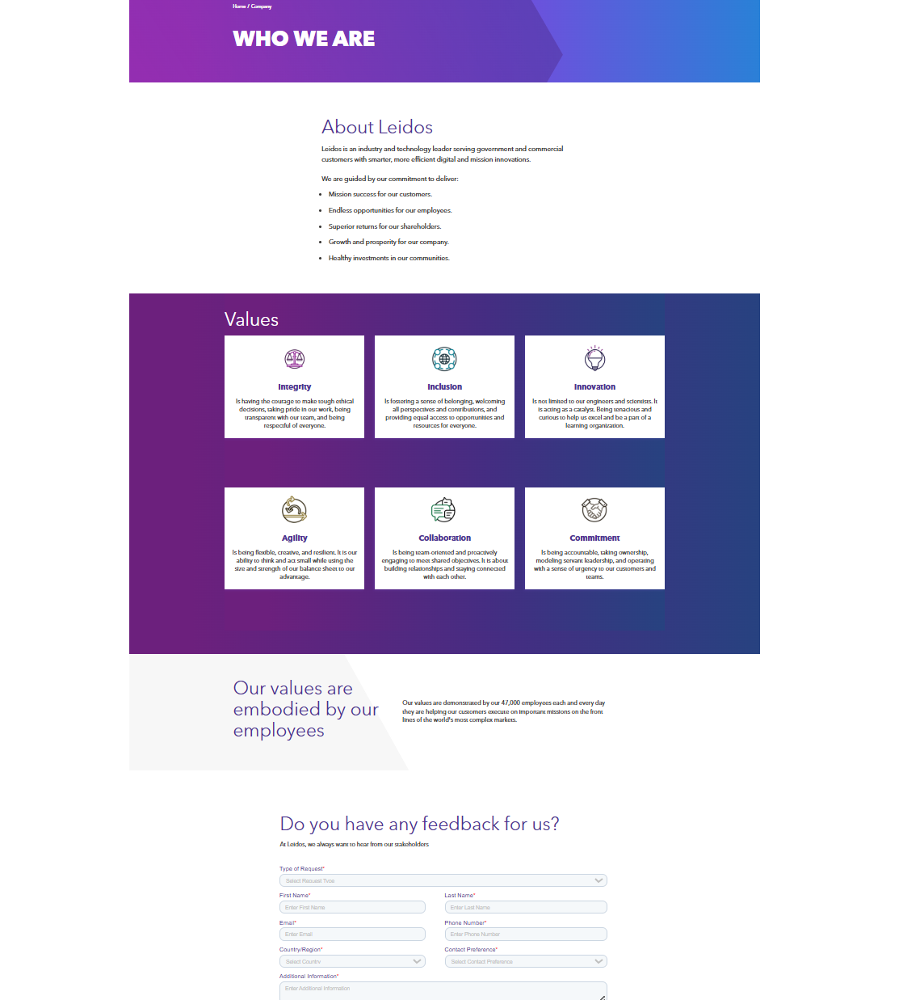 Home / Company
WHO WE ARE
About Leidos
Leidos is an industry and technology leader serving government and commercial
customers with smarter, more efficient digital and mission innovations.
We are guided by our commitment to deliver:
Mission success for our customers.
Endless opportunities for our employees.
Superior returns for our shareholders.
Growth and prosperity for our company.
Healthy investments in our communities.
Values
Integrity
Is having the courage to make tough ethical
decisions, taking pride in our work, being
transparent with our team, and being
respectful of everyone.
Inclusion
Is fostering a sense of belonging, welcoming
all perspectives and contributions, and
providing equal access to opportunities and
resources for everyone.
Innovation
Is not limited to our engineers and scientists. It
is acting as a catalyst. Being tenacious and
curious to help us excel and be a part of a
learning organization.
Agility
Is being flexible, creative, and resilient. It is our
ability to think and act small while using the
size and strength of our balance sheet to our
advantage.
Collaboration
Is being team-oriented and proactively
engaging to meet shared objectives. It is about
building relationships and staying connected
with each other.
Commitment
Is being accountable, taking ownership,
modeling servant leadership, and operating
with a sense of urgency to our customers and
teams.
Our values are
embodied by our
employees
Our values are demonstrated by our 47,000 employees each and every day
they are helping our customers execute on important missions on the front
lines of the world's most complex markets.
Do you have any feedback for us?
At Leidos, we always want to hear from our stakeholders
Type of Request*
Select Request Type
First Name*
Last Name*
Enter First Name
Enter Last Name
Email*
Phone Number*
Enter Email
Enter Phone Number
Country/Region*
Contact Preference*
Select Country
Select Contact Preference
Additional Information*
Enter Additional Information